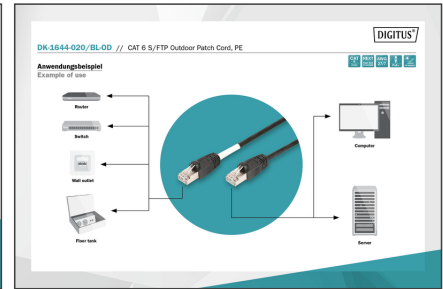 DIGITUS®
DK-1644-020/BL-OD // CAT 6 S/FTP Outdoor Patch Cord, PE
Anwendungsbeispiel
Example of use
Router
Switch
Wall outlet
Floor tank
Computer
Server